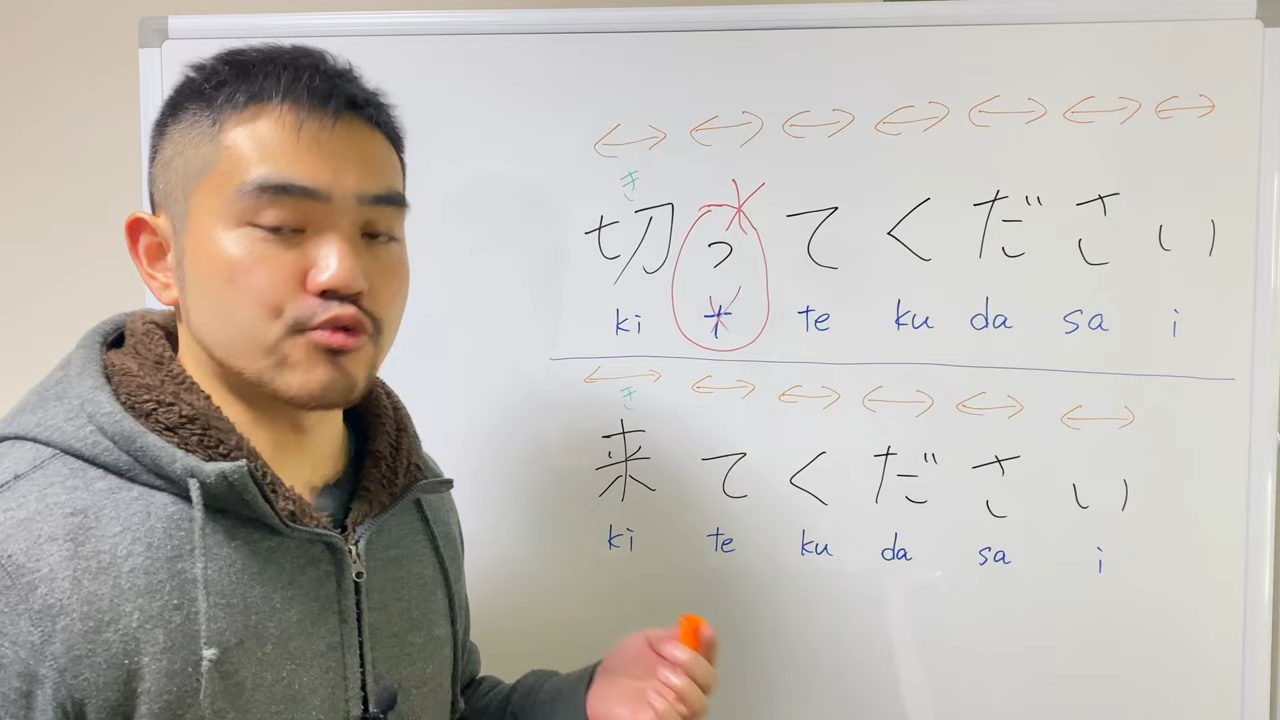 き
切ってください
ki t te ku da sa i
き
来てください
ki te ku da sa i